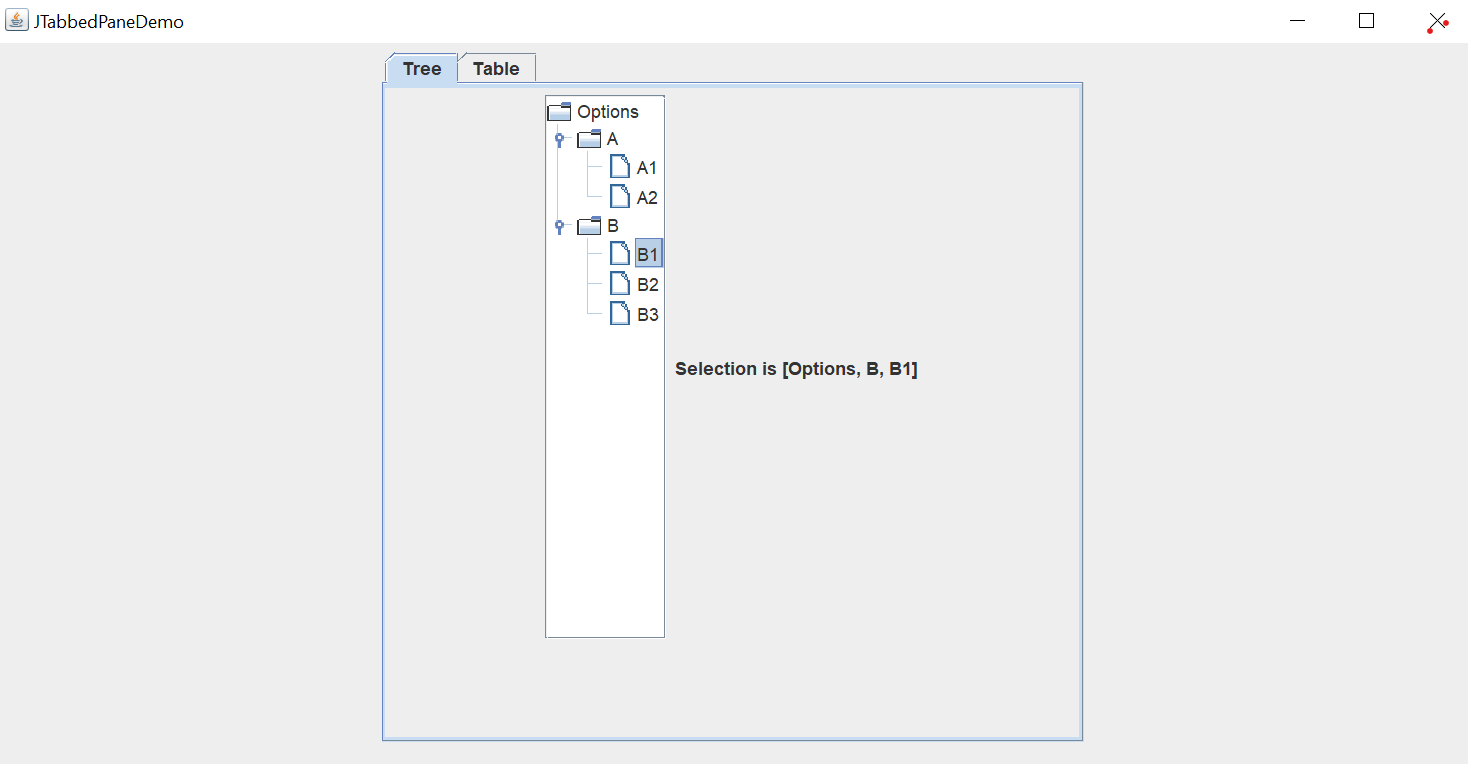 JTabbedPaneDemo
Tree Table
Options
A
A1
A2
B
B1
B2
B3
Selection is [Options, B, B1]